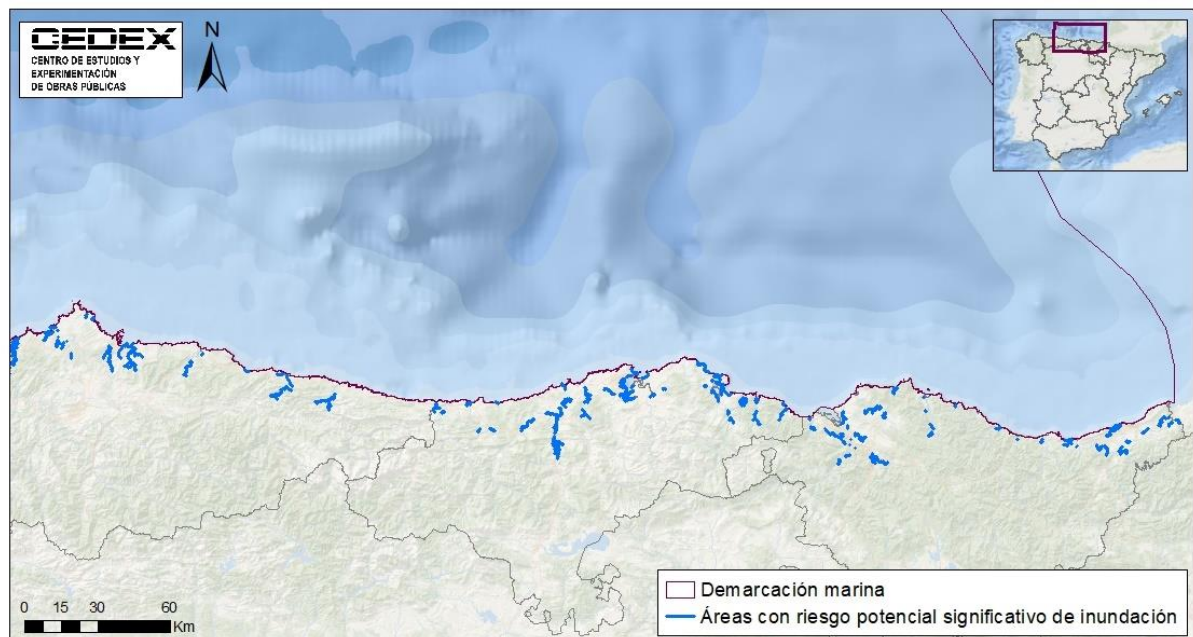 CEDEX
CENTRO DE ESTUDIOS Y
EXPERIMENTACIÓN
DE OBRAS PÚBLICAS
N
0 15 30 60
Km
Demarcación marina
Áreas con riesgo potencial significativo de inundación